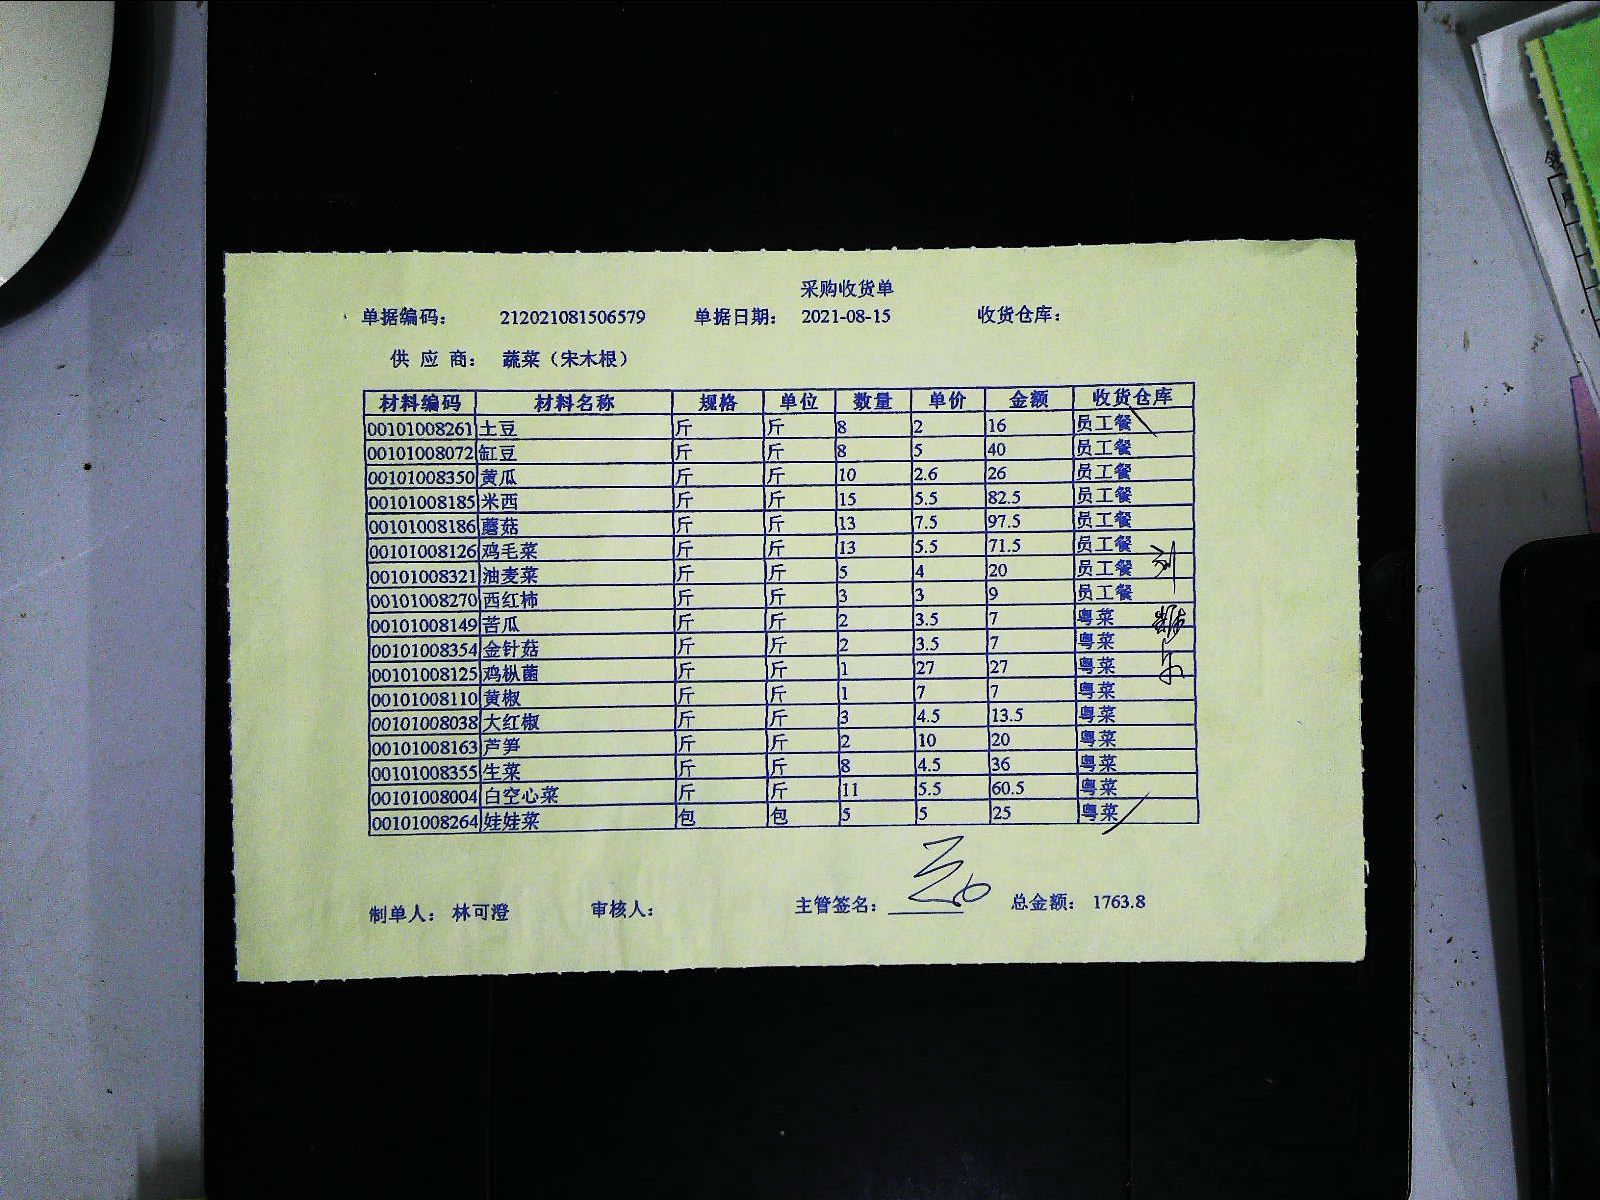 采购收货单
单据编码： 212021081506579 单据日期： 2021-08-15 收货仓库：
供 应 商： 蔬菜（宋木根）
材料编码 材料名称 规格 单位 数量 单价 金额 收货仓库
00101008261 土豆 斤 斤 8 2 16 员工餐
00101008072 缸豆 斤 斤 8 5 40 员工餐
00101008350 黄瓜 斤 斤 10 2.6 26 员工餐
00101008185 米西 斤 斤 15 5.5 82.5 员工餐
00101008186 蘑菇 斤 斤 13 7.5 97.5 员工餐
00101008126 鸡毛菜 斤 斤 13 5.5 71.5 员工餐
00101008321 油麦菜 斤 斤 5 4 20 员工餐
00101008270 西红柿 斤 斤 3 3 9 员工餐
00101008149 苦瓜 斤 斤 2 3.5 7 粤菜
00101008354 金针菇 斤 斤 2 3.5 7 粤菜
00101008125 鸡枞菌 斤 斤 1 27 27 粤菜
00101008110 黄椒 斤 斤 1 7 7 粤菜
00101008038 大红椒 斤 斤 3 4.5 13.5 粤菜
00101008163 芦笋 斤 斤 2 10 20 粤菜
00101008355 生菜 斤 斤 8 4.5 36 粤菜
00101008004 白空心菜 斤 斤 11 5.5 60.5 粤菜
00101008264 娃娃菜 包 包 5 5 25 粤菜
制单人： 林可澄 审核人： 主管签名： 总金额： 1763.8